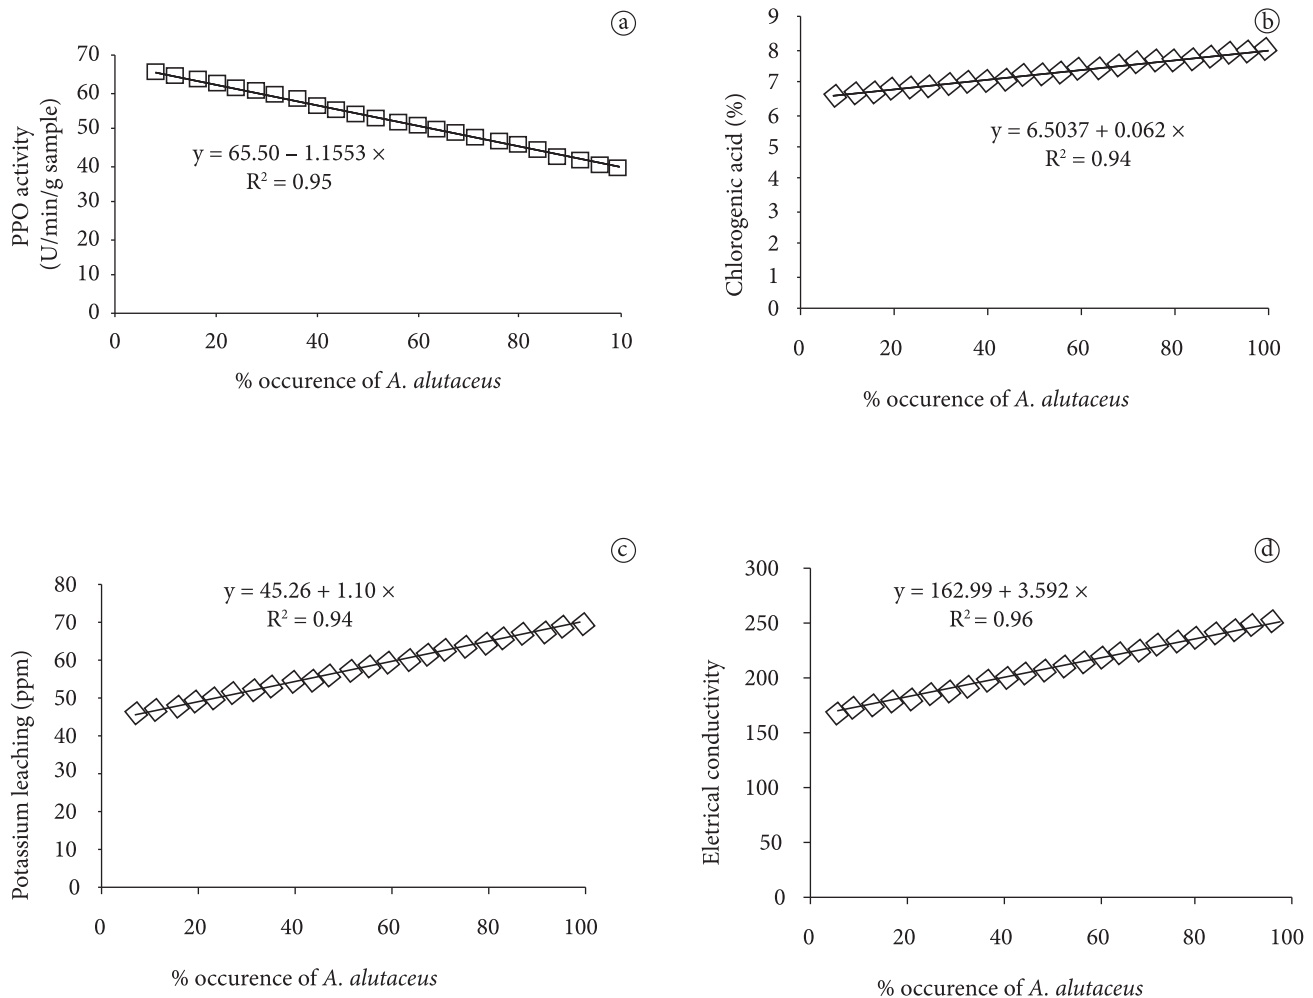 a
70
60
50
40
30
20
10
0
PPO activity
(U/min/g sample)
y = 65.50 – 1.1553 ×
R² = 0.95
0 20 40 60 80 10
% occurence of A. alutaceus
b
9
8
7
6
5
4
3
2
1
0
Chlorogenic acid (%)
y = 6.5037 + 0.062 ×
R² = 0.94
0 20 40 60 80 100
% occurence of A. alutaceus
c
80
70
60
50
40
30
20
10
0
Potassium leaching (ppm)
y = 45.26 + 1.10 ×
R² = 0.94
0 20 40 60 80 100
% occurence of A. alutaceus
d
300
250
200
150
100
50
0
Eletrical conductivity
y = 162.99 + 3.592 ×
R² = 0.96
0 20 40 60 80 100
% occurence of A. alutaceus